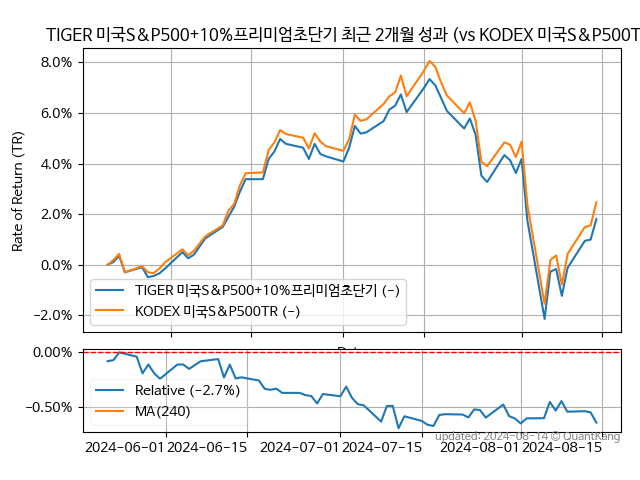 TIGER 미국S&P500+10%프리미엄초단기 최근 2개월 성과 (vs KODEX 미국S&P500T
Rate of Return (TR)
8.0%
6.0%
4.0%
2.0%
0.0%
−2.0%
TIGER 미국S&P500+10%프리미엄초단기 (−)
KODEX 미국S&P500TR (−)
0.00%
−0.50%
Relative (−2.7%)
MA(240)
updated: 2024-08-14 © QuantKang
2024-06-01 2024-06-15 2024-07-01 2024-07-15 2024-08-01 2024-08-15